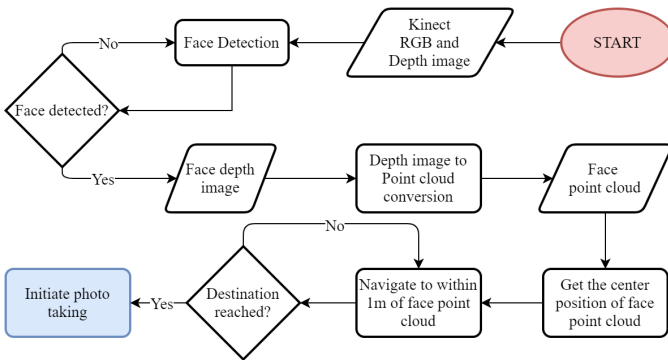 START
Kinect
RGB and
Depth image
Face Detection
No
Face detected?
Yes
Face depth
image
Depth image to
Point cloud
conversion
Face
point cloud
Get the center
position of face
point cloud
Navigate to within
1m of face point
cloud
No
Destination
reached?
Yes
Initiate photo
taking